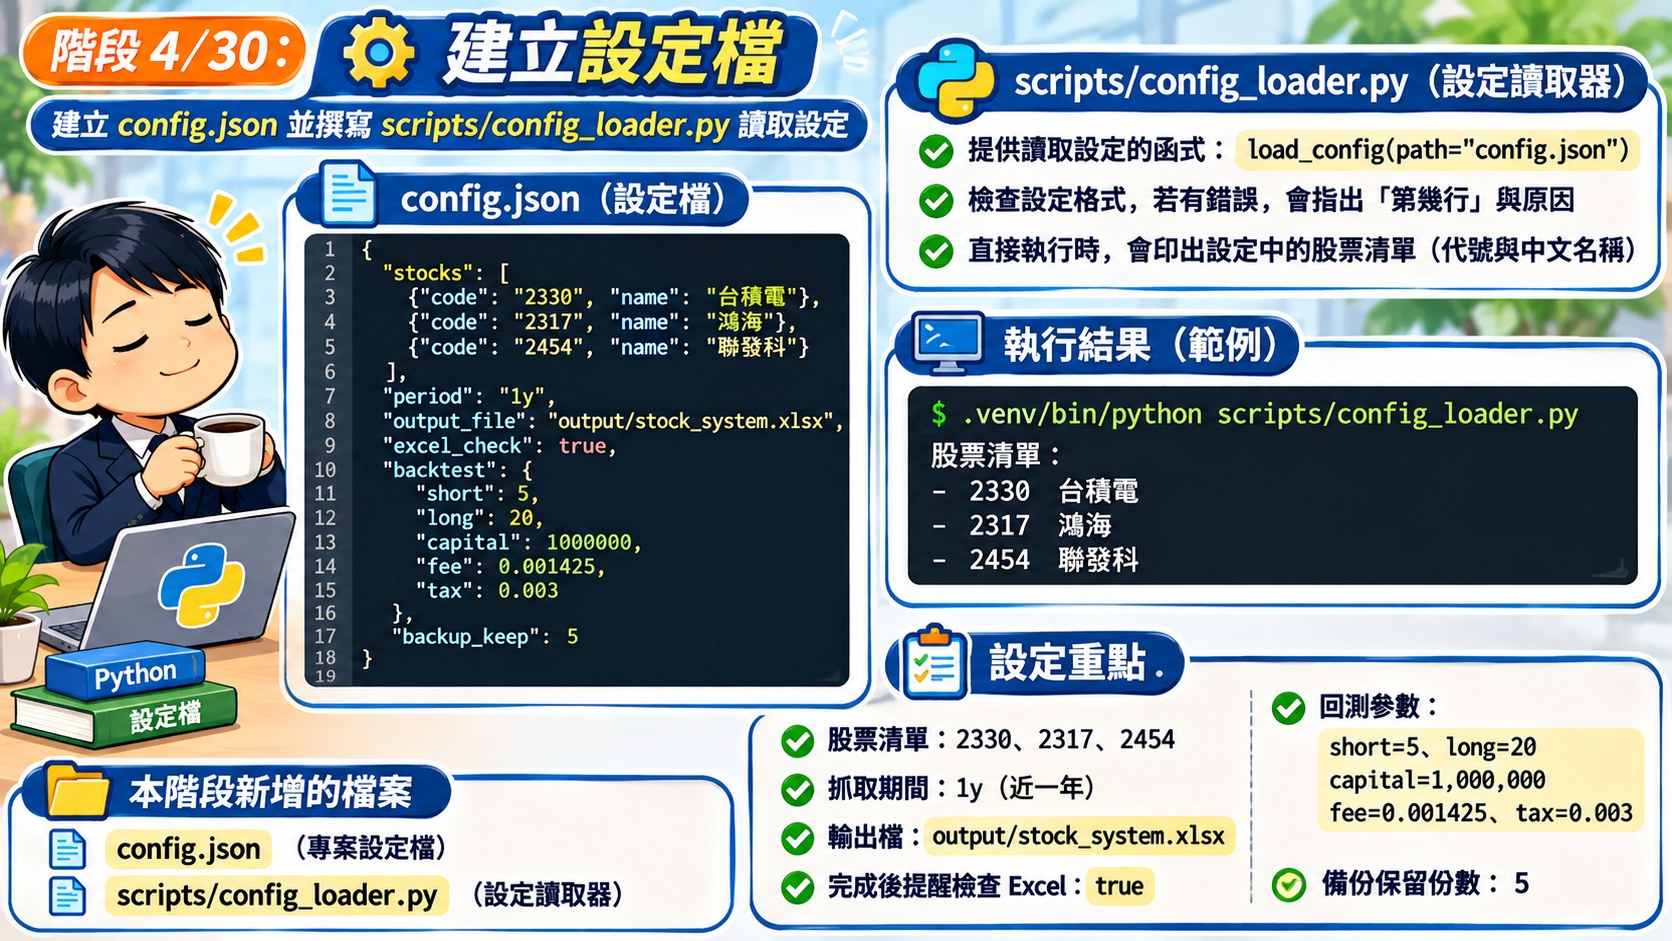 階段 4/30：
建立設定檔
建立 config.json 並撰寫 scripts/config_loader.py 讀取設定
config.json（設定檔）
1 {
2 "stocks": [
3 {"code": "2330", "name": "台積電"},
4 {"code": "2317", "name": "鴻海"},
5 {"code": "2454", "name": "聯發科"}
6 ],
7 "period": "1y",
8 "output_file": "output/stock_system.xlsx",
9 "excel_check": true,
10 "backtest": {
11 "short": 5,
12 "long": 20,
13 "capital": 1000000,
14 "fee": 0.001425,
15 "tax": 0.003
16 },
17 "backup_keep": 5
18 }
19
Python
設定檔
本階段新增的檔案
config.json （專案設定檔）
scripts/config_loader.py （設定讀取器）
scripts/config_loader.py（設定讀取器）
提供讀取設定的函式：load_config(path="config.json")
檢查設定格式，若有錯誤，會指出「第幾行」與原因
直接執行時，會印出設定中的股票清單（代號與中文名稱）
執行結果（範例）
$ .venv/bin/python scripts/config_loader.py
股票清單：
- 2330 台積電
- 2317 鴻海
- 2454 聯發科
設定重點.
股票清單：2330、2317、2454
抓取期間：1y（近一年）
輸出檔：output/stock_system.xlsx
完成後提醒檢查 Excel：true
回測參數：
short=5、long=20
capital=1,000,000
fee=0.001425、tax=0.003
備份保留份數：5